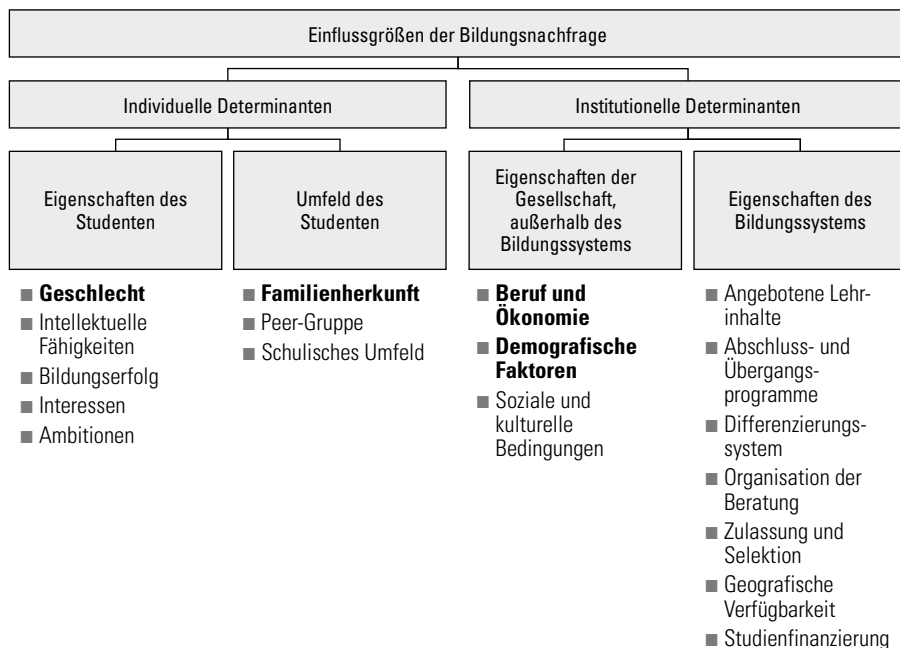 Einflussgrößen der Bildungsnachfrage
Individuelle Determinanten
Institutionelle Determinanten
Eigenschaften des
Studenten
Umfeld des
Studenten
Eigenschaften der
Gesellschaft,
außerhalb des
Bildungssystems
Eigenschaften des
Bildungssystems
■ Geschlecht
■ Intellektuelle
Fähigkeiten
■ Bildungserfolg
■ Interessen
■ Ambitionen
■ Familienherkunft
■ Peer-Gruppe
■ Schulisches Umfeld
■ Beruf und
Ökonomie
■ Demografische
Faktoren
■ Soziale und
kulturelle
Bedingungen
■ Angebotene Lehr-
inhalte
■ Abschluss- und
Übergangs-
programme
■ Differenzierungs-
system
■ Organisation der
Beratung
■ Zulassung und
Selektion
■ Geografische
Verfügbarkeit
■ Studienfinanzierung